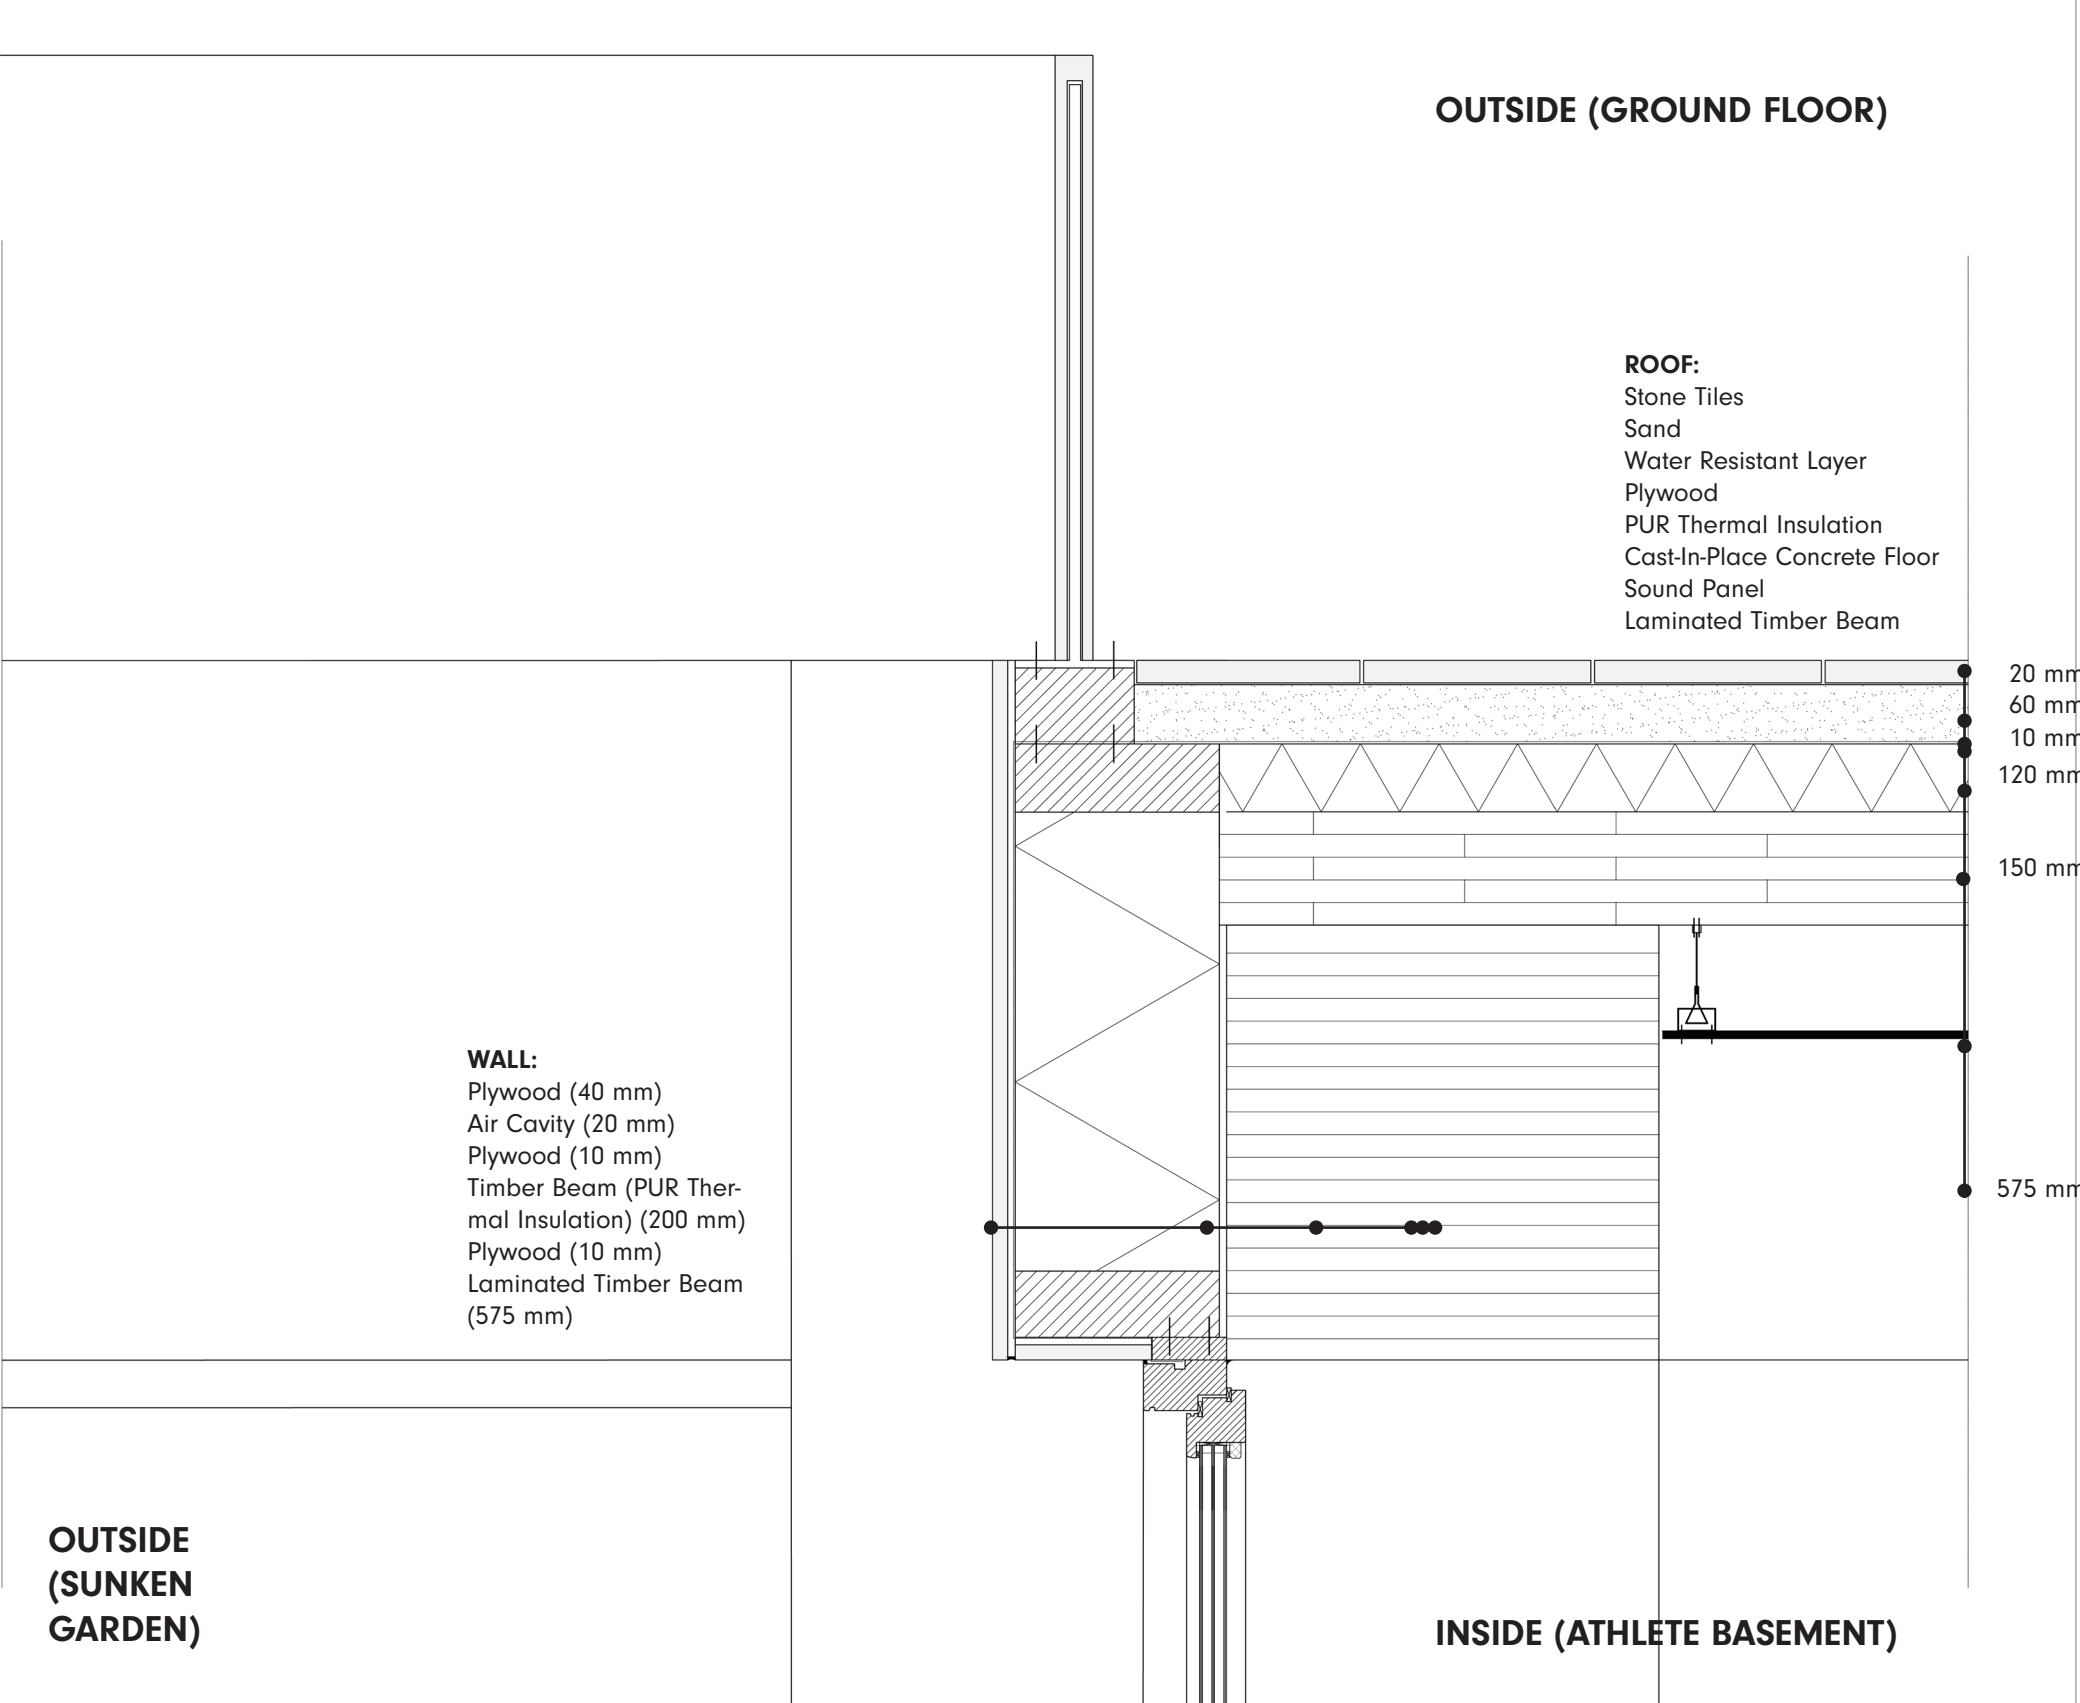 OUTSIDE (GROUND FLOOR)
ROOF:
Stone Tiles
Sand
Water Resistant Layer
Plywood
PUR Thermal Insulation
Cast-In-Place Concrete Floor
Sound Panel
Laminated Timber Beam
20 mm
60 mm
10 mm
120 mm
150 mm
575 mm
WALL:
Plywood (40 mm)
Air Cavity (20 mm)
Plywood (10 mm)
Timber Beam (PUR Ther-
mal Insulation) (200 mm)
Plywood (10 mm)
Laminated Timber Beam
(575 mm)
OUTSIDE
(SUNKEN
GARDEN)
INSIDE (ATHLETE BASEMENT)